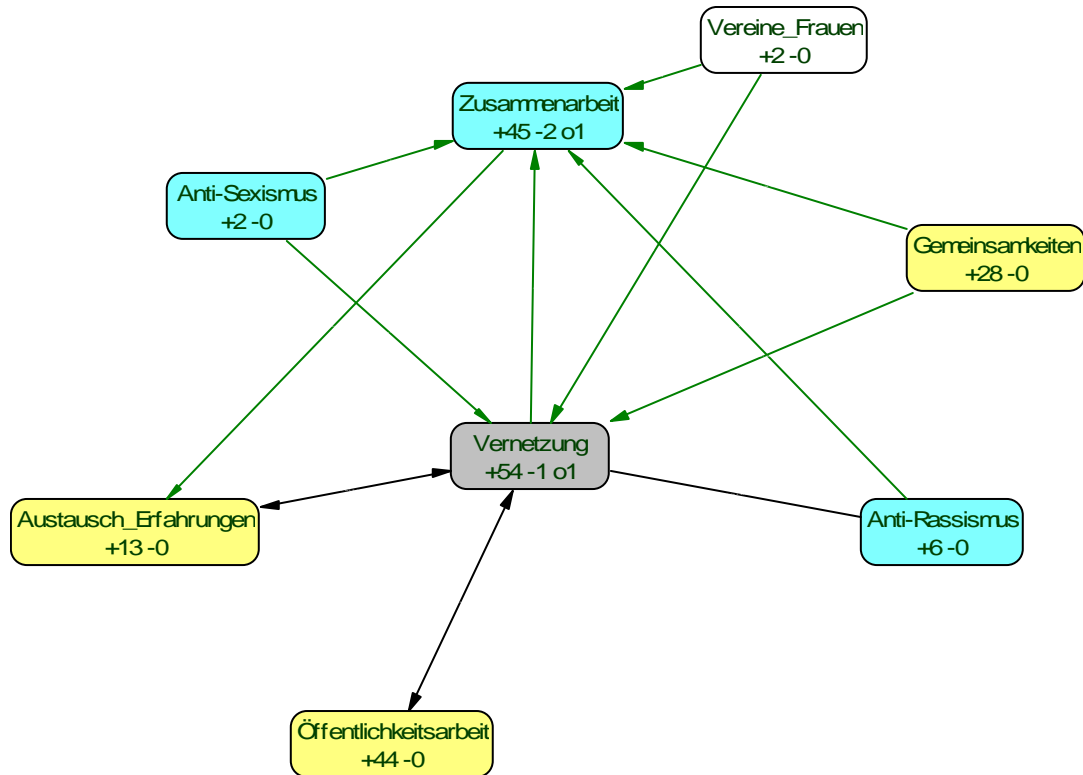 Vereine_Frauen
+2 -0
Zusammenarbeit
+45 -2 o1
Anti-Sexismus
+2 -0
Gemeinsamkeiten
+28 -0
Vernetzung
+54 -1 o1
Austausch_Erfahrungen
+13 -0
Anti-Rassismus
+6 -0
Öffentlichkeitsarbeit
+44 -0